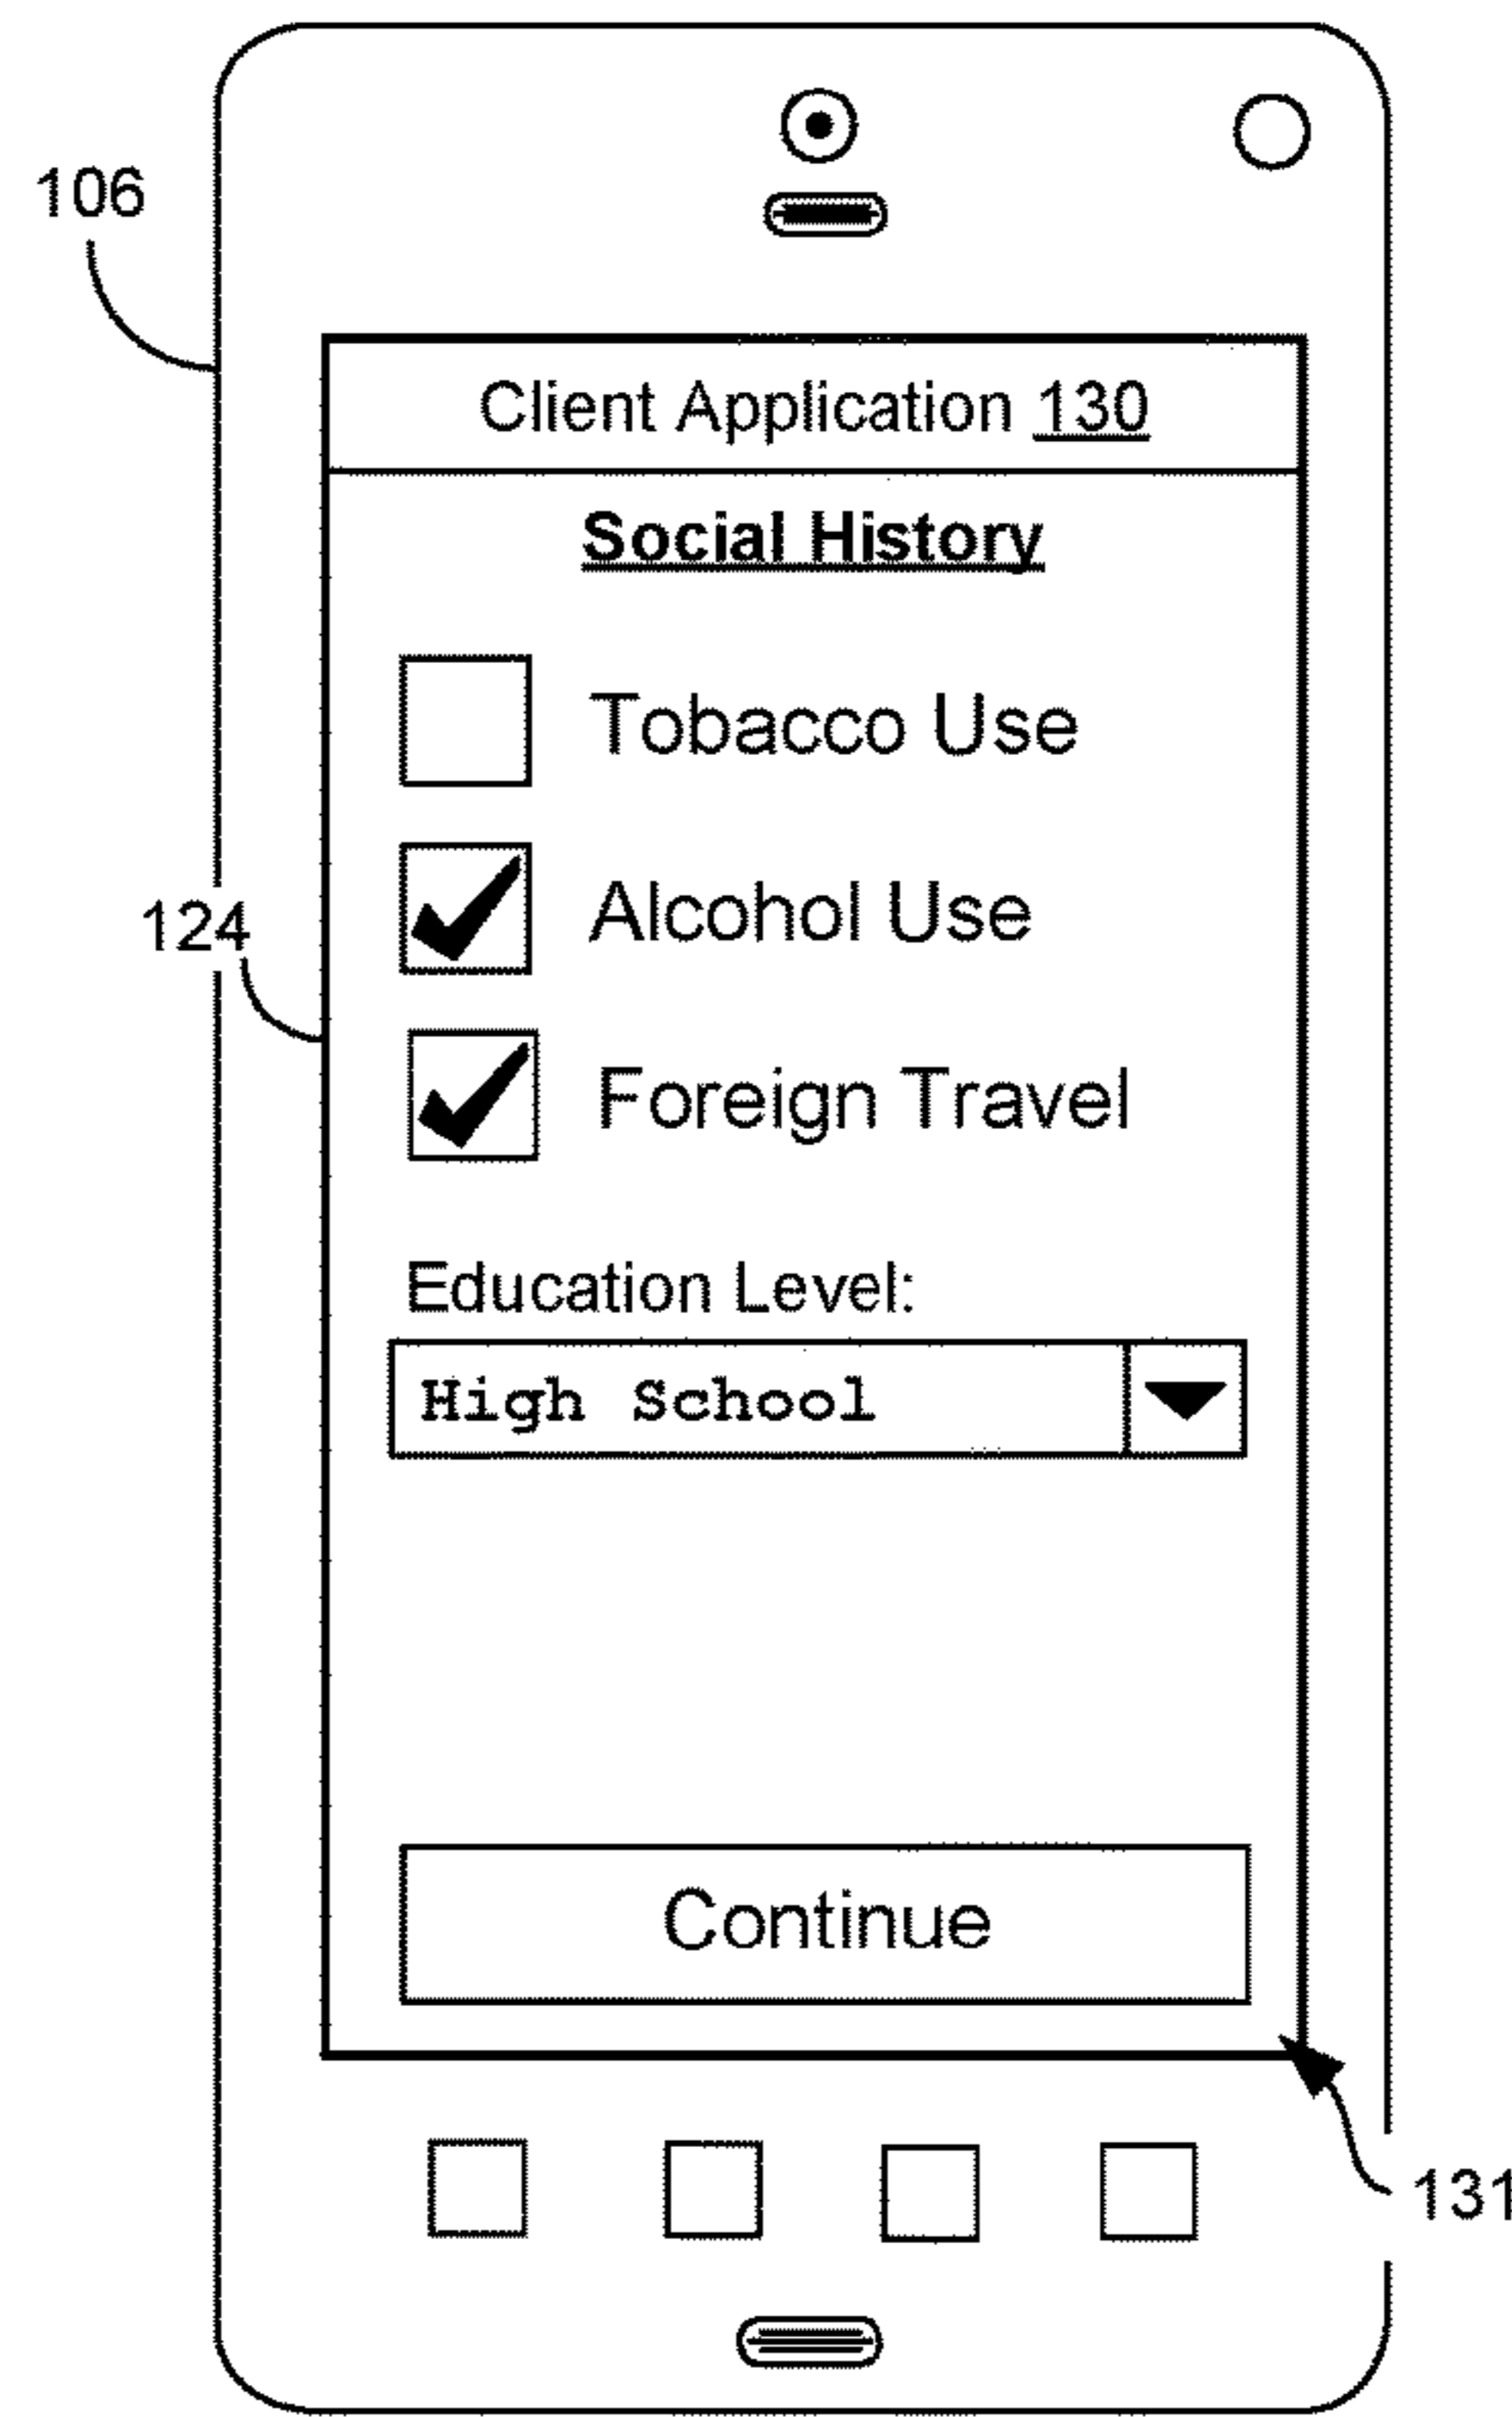 106
Client Application 130
Social History
Tobacco Use
124
Alcohol Use
Foreign Travel
Education Level:
High School
Continue
131